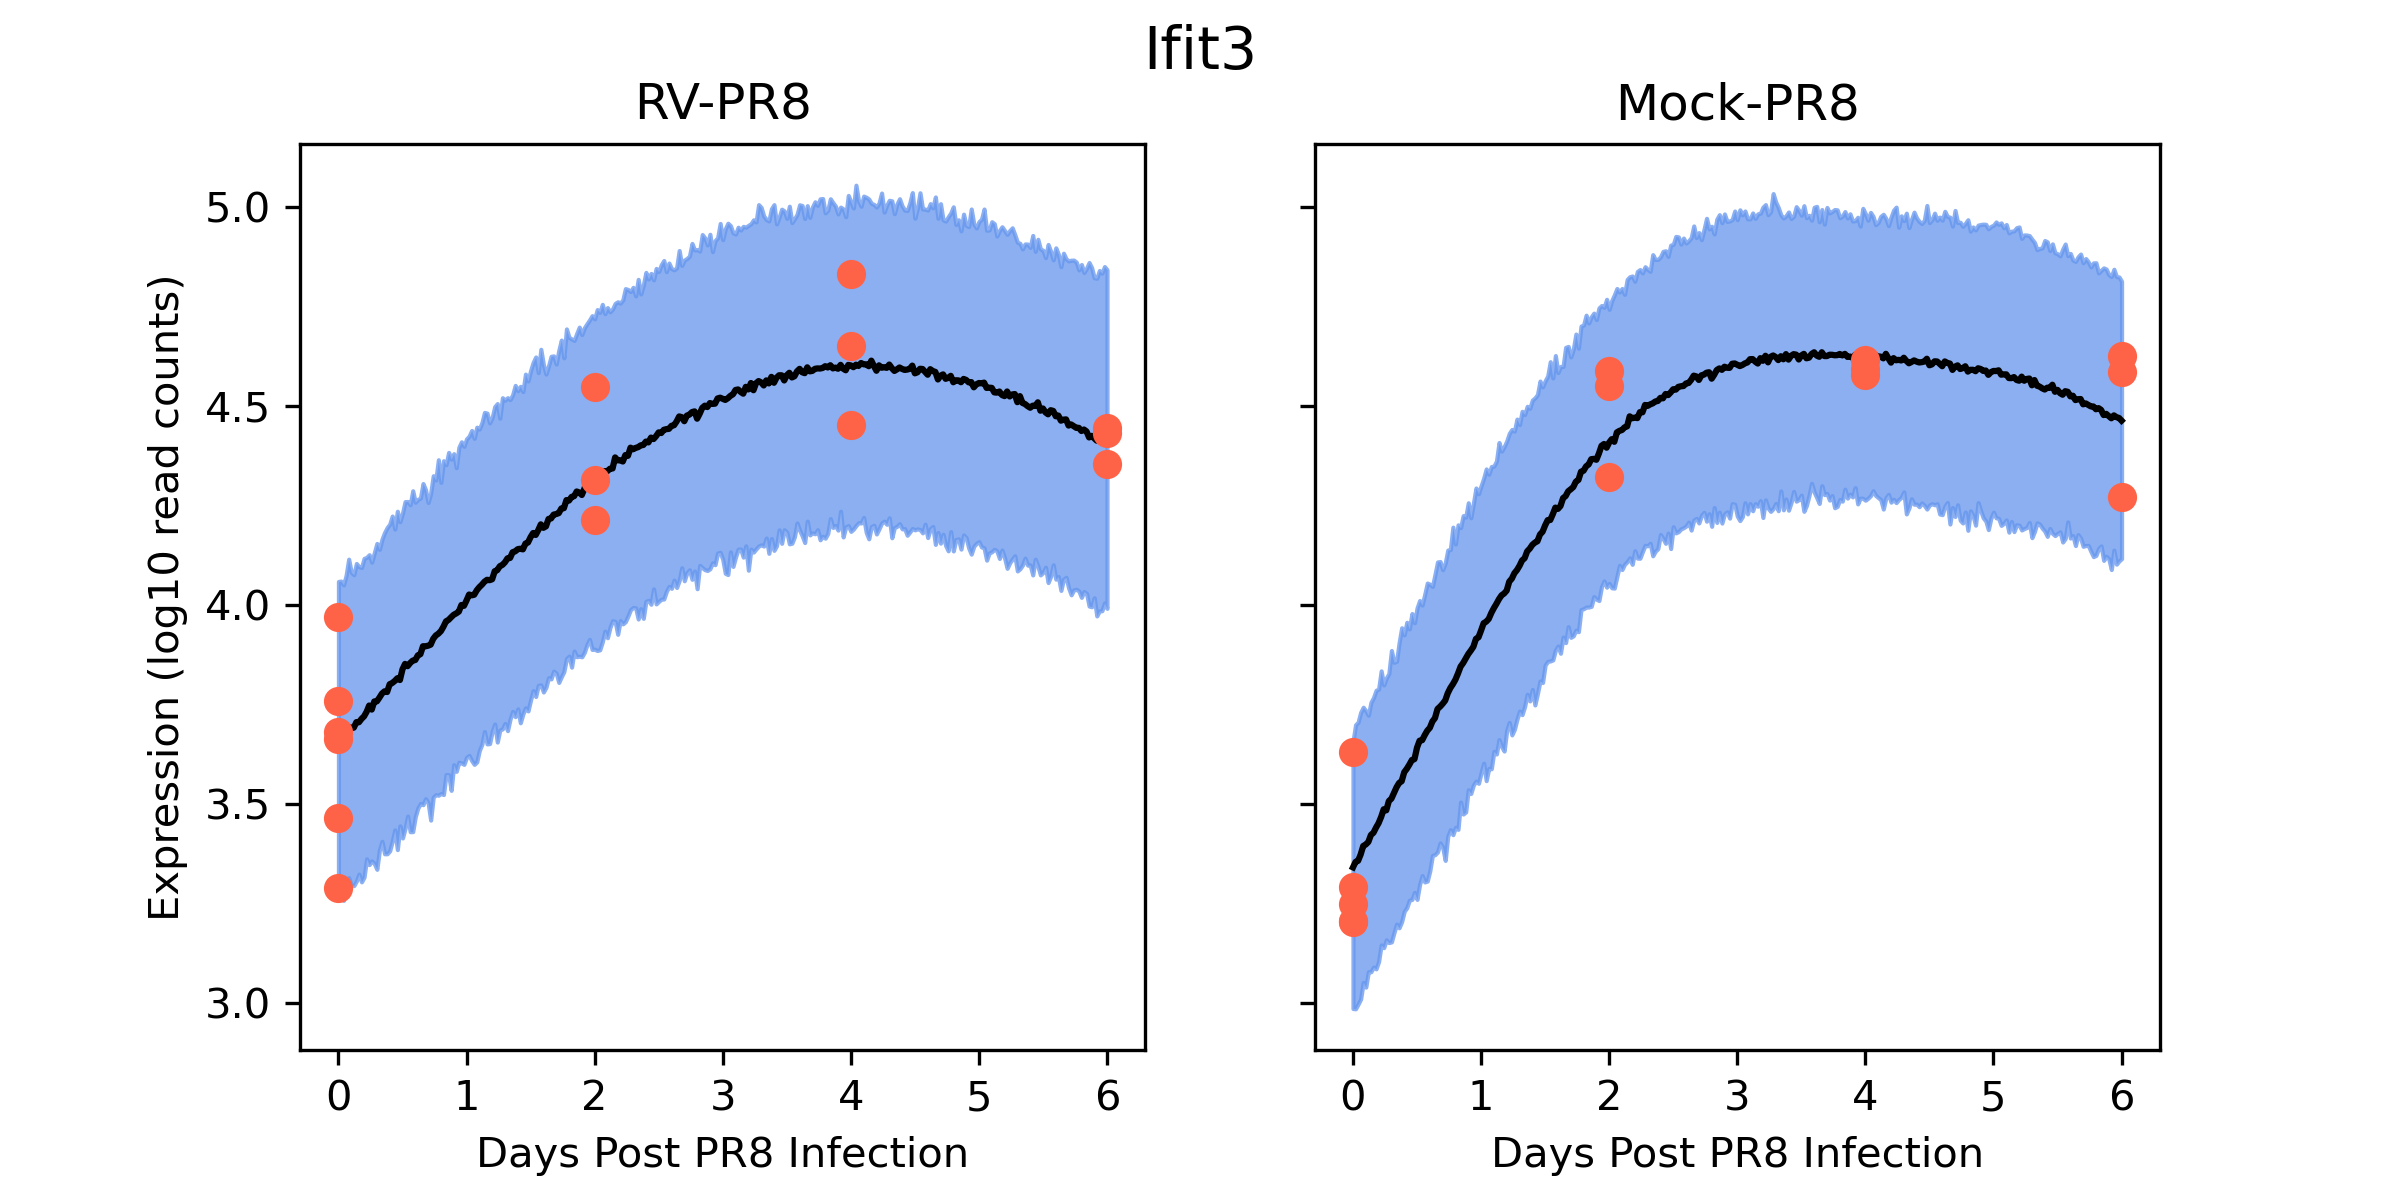 Ifit3
RV-PR8
Mock-PR8
Expression (log10 read counts)
5.0
4.5
4.0
3.5
3.0
0 1 2 3 4 5 6
0 1 2 3 4 5 6
Days Post PR8 Infection
Days Post PR8 Infection